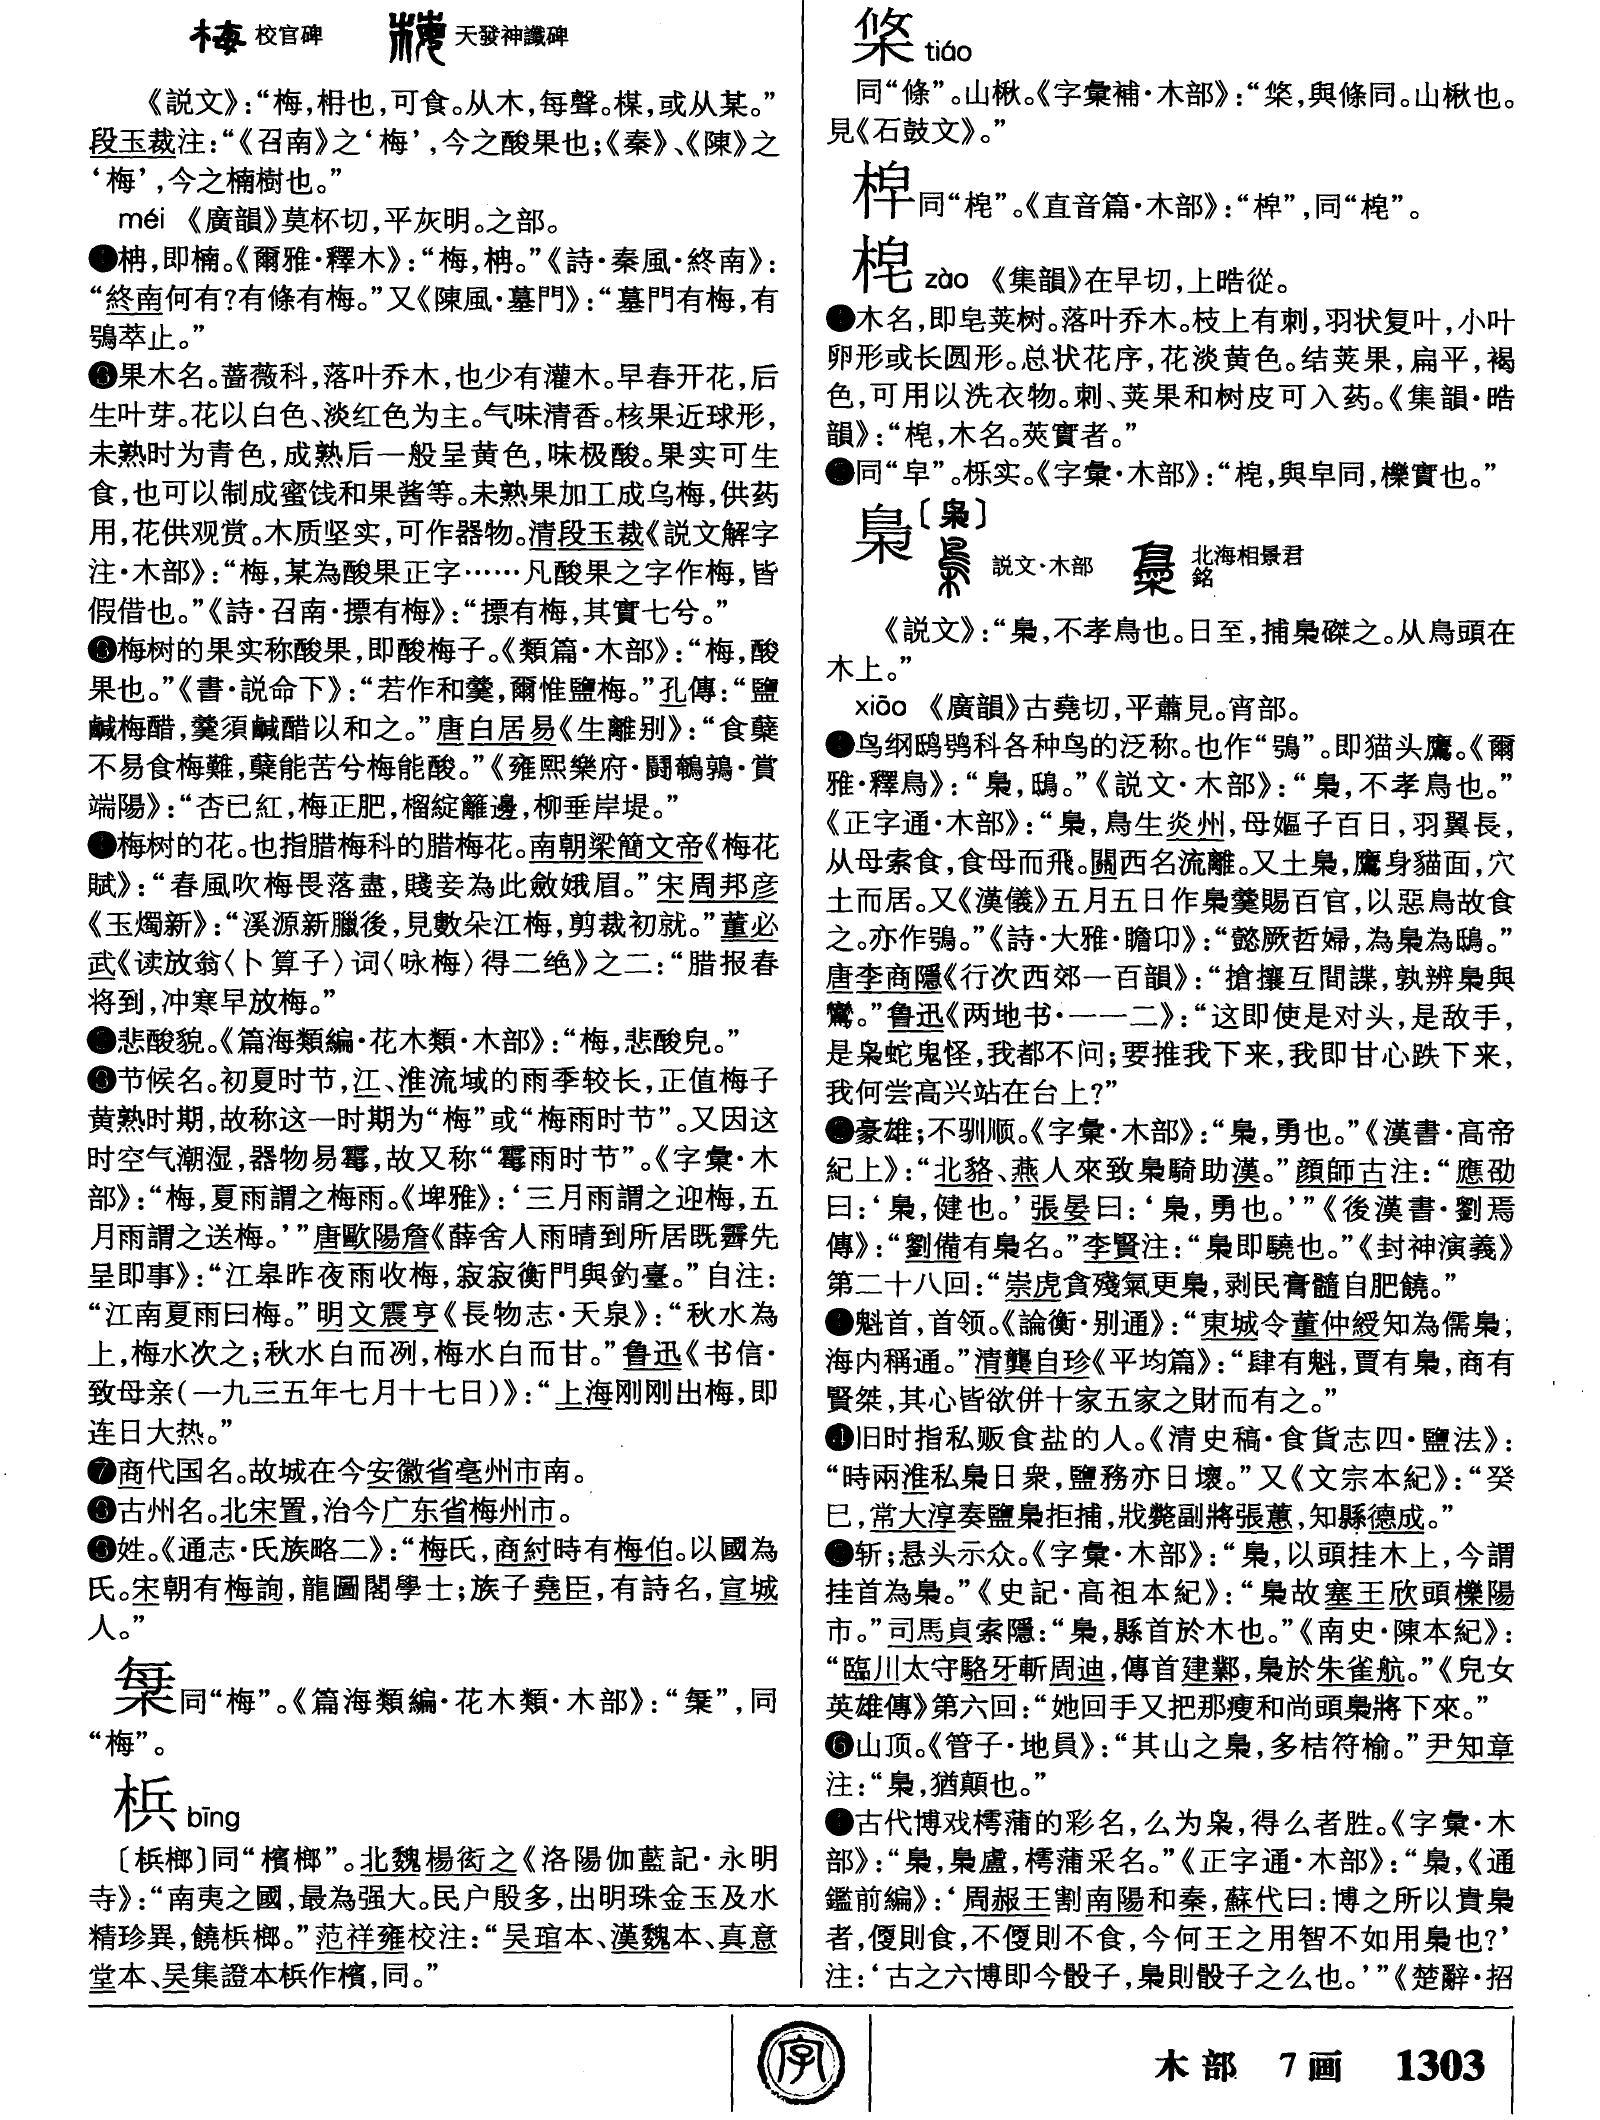 校官碑 天發神讖碑
《説文》：“梅，枏也，可食。从木，每聲。楳，或从某。”
段玉裁注：“《召南》之‘梅’，今之酸果也；《秦》、《陳》之
‘梅’，今之楠樹也。”
méi 《廣韻》莫杯切，平灰明。之部。
❶柟，即楠。《爾雅·釋木》：“梅，柟。”《詩·秦風·終南》：
“終南何有？有條有梅。”又《陳風·墓門》：“墓門有梅，有
鴞萃止。”
❷果木名。蔷薇科，落叶乔木，也少有灌木。早春开花，后
生叶芽。花以白色、淡红色为主。气味清香。核果近球形，
未熟时为青色，成熟后一般呈黄色，味极酸。果实可生
食，也可以制成蜜饯和果酱等。未熟果加工成乌梅，供药
用，花供观赏。木质坚实，可作器物。清段玉裁《説文解字
注·木部》：“梅，某為酸果正字……凡酸果之字作梅，皆
假借也。”《詩·召南·摽有梅》：“摽有梅，其實七兮。”
❸梅树的果实称酸果，即酸梅子。《類篇·木部》：“梅，酸
果也。”《書·説命下》：“若作和羹，爾惟鹽梅。”孔傳：“鹽
鹹梅醋，羹須鹹醋以和之。”唐白居易《生離别》：“食蘗
不易食梅難，蘗能苦兮梅能酸。”《雍熙樂府·鬭鵪鶉·賞
端陽》：“杏已紅，梅正肥，榴綻籬邊，柳垂岸堤。”
❹梅树的花。也指腊梅科的腊梅花。南朝梁簡文帝《梅花
賦》：“春風吹梅畏落盡，賤妾為此斂娥眉。”宋周邦彦
《玉燭新》：“溪源新臘後，見數朵江梅，剪裁初就。”董必
武《读放翁〈卜算子〉词〈咏梅〉得二绝》之二：“腊报春
将到，冲寒早放梅。”
❺悲酸貌。《篇海類編·花木類·木部》：“梅，悲酸皃。”
❻节候名。初夏时节，江、淮流域的雨季较长，正值梅子
黄熟时期，故称这一时期为“梅”或“梅雨时节”。又因这
时空气潮湿，器物易霉，故又称“霉雨时节”。《字彙·木
部》：“梅，夏雨謂之梅雨。《埤雅》：‘三月雨謂之迎梅，五
月雨謂之送梅。’”唐歐陽詹《薛舍人雨晴到所居既霽先
呈即事》：“江皋昨夜雨收梅，寂寂衡門與釣臺。”自注：
“江南夏雨曰梅。”明文震亨《長物志·天泉》：“秋水為
上，梅水次之；秋水白而冽，梅水白而甘。”鲁迅《书信·
致母亲（一九三五年七月十七日）》：“上海刚刚出梅，即
连日大热。”
❼商代国名。故城在今安徽省亳州市南。
❽古州名。北宋置，治今广东省梅州市。
❾姓。《通志·氏族略二》：“梅氏，商紂時有梅伯。以國為
氏。宋朝有梅詢，龍圖閣學士；族子堯臣，有詩名，宣城
人。”
同“梅”。《篇海類編·花木類·木部》：“”，同
“梅”。
梹 bīng
〔梹榔〕同“檳榔”。北魏楊衒之《洛陽伽藍記·永明
寺》：“南夷之國，最為强大。民户殷多，出明珠金玉及水
精珍異，饒梹榔。”范祥雍校注：“吴琯本、漢魏本、真意
堂本、吴集證本梹作檳，同。”
㭤 tiáo
同“條”。山楸。《字彙補·木部》：“，與條同。山楸也。
見《石鼓文》。”
同“梍”。《直音篇·木部》：“”，同“梍”。
梍 zào 《集韻》在早切，上晧從。
❶木名，即皂荚树。落叶乔木。枝上有刺，羽状复叶，小叶
卵形或长圆形。总状花序，花淡黄色。结荚果，扁平，褐
色，可用以洗衣物。刺、荚果和树皮可入药。《集韻·晧
韻》：“梍，木名。莢實者。”
❷同“皁”。栎实。《字彙·木部》：“梍，與皁同，櫟實也。”
梟〔枭〕
説文·木部 北海相景君銘
《説文》：“梟，不孝鳥也。日至，捕梟磔之。从鳥頭在
木上。”
xiāo 《廣韻》古堯切，平蕭見。宵部。
❶鸟纲鸱鸮科各种鸟的泛称。也作“鴞”。即猫头鹰。《爾
雅·釋鳥》：“梟，鴟。”《説文·木部》：“梟，不孝鳥也。”
《正字通·木部》：“梟，鳥生炎州，母嫗子百日，羽翼長，
从母索食，食母而飛。關西名流離。又土梟，鷹身貓面，穴
土而居。又《漢儀》五月五日作梟羹賜百官，以惡鳥故食
之。亦作鴞。”《詩·大雅·瞻卬》：“懿厥哲婦，為梟為鴟。”
唐李商隱《行次西郊一百韻》：“搶攘互間諜，孰辨梟與
鸞。”鲁迅《两地书·一一二》：“这即使是对头，是敌手，
是枭蛇鬼怪，我都不问；要推我下来，我即甘心跌下来，
我何尝高兴站在台上？”
❷豪雄；不驯顺。《字彙·木部》：“梟，勇也。”《漢書·高帝
紀上》：“北貉、燕人來致梟騎助漢。”顔師古注：“應劭
曰：‘梟，健也。’張晏曰：‘梟，勇也。’”《後漢書·劉焉
傳》：“劉備有梟名。”李賢注：“梟即驍也。”《封神演義》
第二十八回：“崇虎貪殘氣更梟，剥民膏髓自肥饒。”
❸魁首，首领。《論衡·别通》：“東城令董仲綬知為儒梟，
海内稱通。”清龔自珍《平均篇》：“肆有魁，賈有梟，商有
賢桀，其心皆欲併十家五家之財而有之。”
❹旧时指私贩食盐的人。《清史稿·食貨志四·鹽法》：
“時兩淮私梟日衆，鹽務亦日壞。”又《文宗本紀》：“癸
巳，常大淳奏鹽梟拒捕，戕斃副將張蕙，知縣德成。”
❺斩；悬头示众。《字彙·木部》：“梟，以頭挂木上，今謂
挂首為梟。”《史記·高祖本紀》：“梟故塞王欣頭櫟陽
市。”司馬貞索隱：“梟，縣首於木也。”《南史·陳本紀》：
“臨川太守駱牙斬周迪，傳首建鄴，梟於朱雀航。”《兒女
英雄傳》第六回：“她回手又把那瘦和尚頭梟將下來。”
❻山顶。《管子·地員》：“其山之梟，多桔符榆。”尹知章
注：“梟，猶顛也。”
❼古代博戏樗蒲的彩名，么为枭，得么者胜。《字彙·木
部》：“梟，梟盧，樗蒲采名。”《正字通·木部》：“梟，《通
鑑前編》：‘周赧王割南陽和秦，蘇代曰：博之所以貴梟
者，便則食，不便則不食，今何王之用智不如用梟也？’
注：‘古之六博即今骰子，梟則骰子之么也。’”《楚辭·招
字
木部 7画 1303